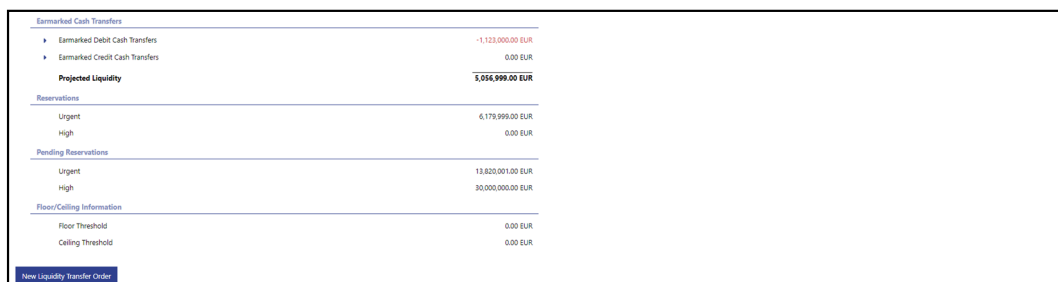 Earmarked Cash Transfers
Earmarked Debit Cash Transfers -1,123,000.00 EUR
Earmarked Credit Cash Transfers 0.00 EUR
Projected Liquidity 5,056,999.00 EUR
Reservations
Urgent 6,179,999.00 EUR
High 0.00 EUR
Pending Reservations
Urgent 13,820,001.00 EUR
High 30,000,000.00 EUR
Floor/Ceiling Information
Floor Threshold 0.00 EUR
Ceiling Threshold 0.00 EUR
New Liquidity Transfer Order